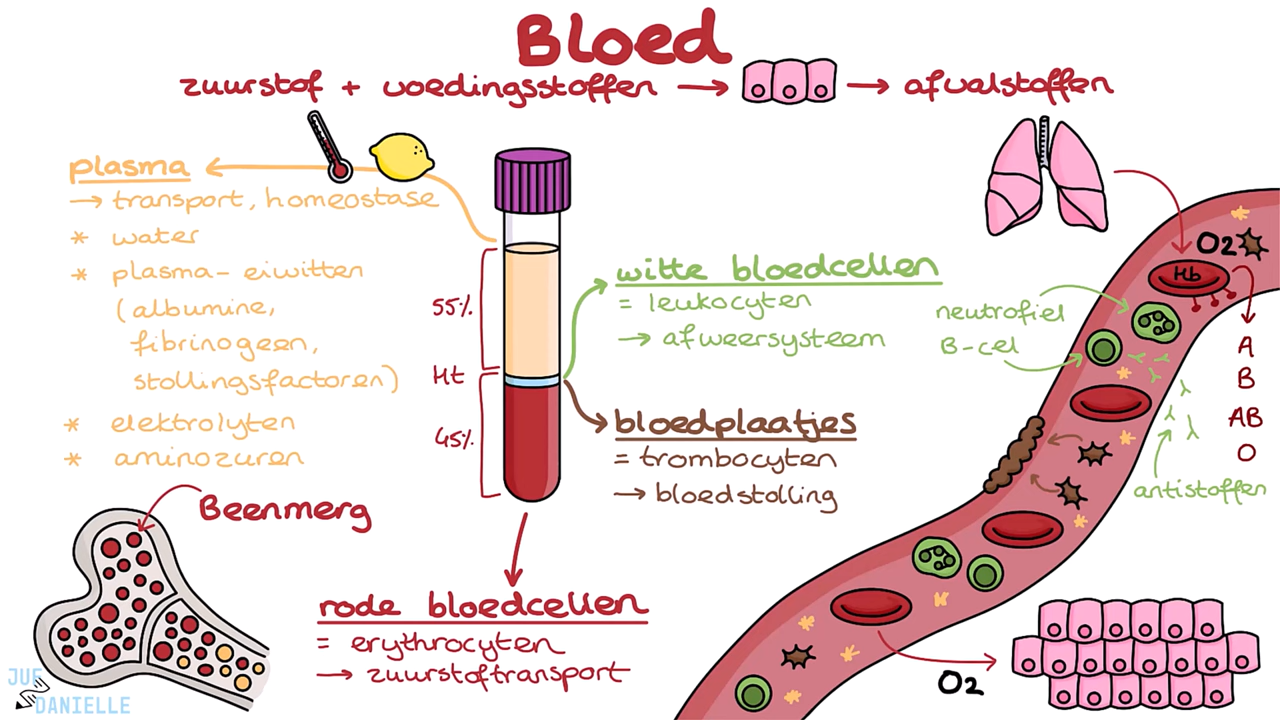 Bloed
zuurstof + voedingsstoffen → → afvalstoffen
plasma
→ transport, homeostase
* water
* plasma-eiwitten
(albumine,
fibrinogeen,
stollingsfactoren)
* elektrolyten
* aminozuren
55%
Ht
45%
witte bloedcellen
= leukocyten
→ afweersysteem
bloedplaatjes
= trombocyten
→ bloedstolling
Beenmerg
rode bloedcellen
= erythrocyten
→ zuurstoftransport
O2
Hb
neutrofiel
B-cel
A
B
AB
O
antistoffen
O2
JUF
DANIELLE